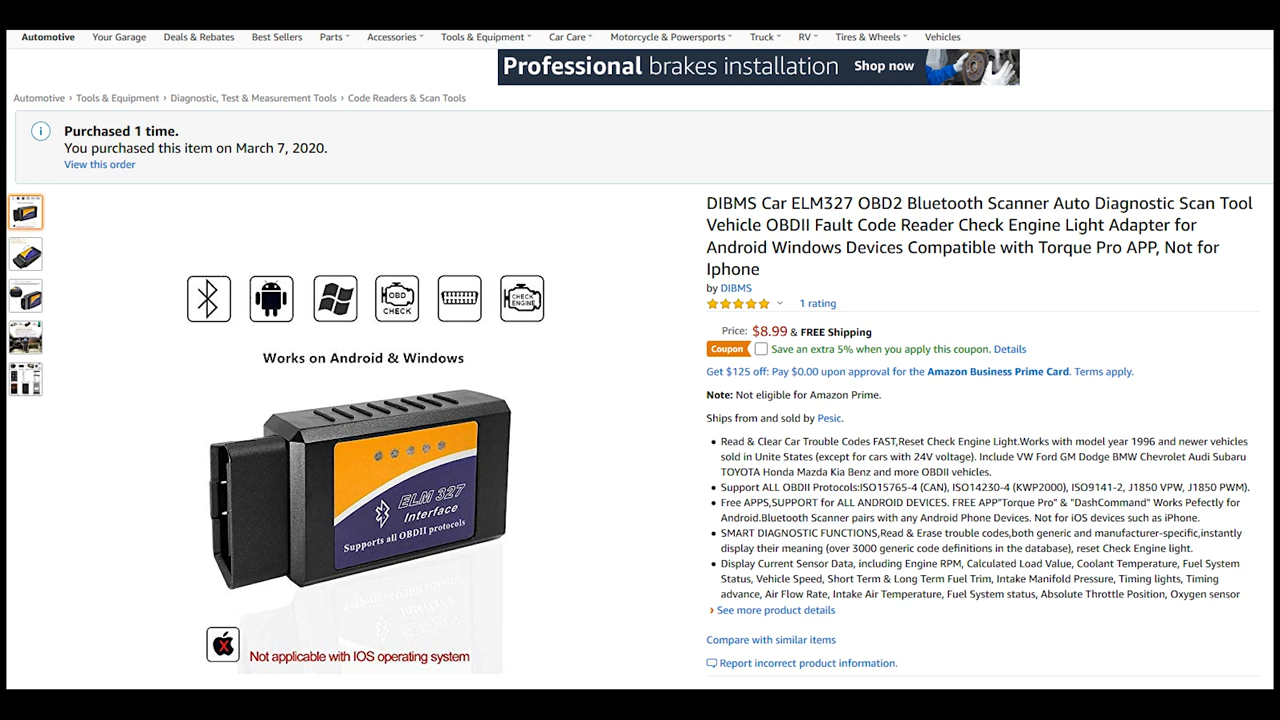 Automotive Your Garage Deals & Rebates Best Sellers Parts Accessories Tools & Equipment Car Care Motorcycle & Powersports Truck RV Tires & Wheels Vehicles
Professional brakes installation Shop now
Automotive › Tools & Equipment › Diagnostic, Test & Measurement Tools › Code Readers & Scan Tools
Purchased 1 time.
You purchased this item on March 7, 2020.
View this order
DIBMS Car ELM327 OBD2 Bluetooth Scanner Auto Diagnostic Scan Tool
Vehicle OBDII Fault Code Reader Check Engine Light Adapter for
Android Windows Devices Compatible with Torque Pro APP, Not for
Iphone
by DIBMS
1 rating
Price: $8.99 & FREE Shipping
Coupon Save an extra 5% when you apply this coupon. Details
Get $125 off: Pay $0.00 upon approval for the Amazon Business Prime Card. Terms apply.
Note: Not eligible for Amazon Prime.
Ships from and sold by Pesic.
• Read & Clear Car Trouble Codes FAST,Reset Check Engine Light.Works with model year 1996 and newer vehicles
sold in Unite States (except for cars with 24V voltage). Include VW Ford GM Dodge BMW Chevrolet Audi Subaru
TOYOTA Honda Mazda Kia Benz and more OBDII vehicles.
• Support ALL OBDII Protocols:ISO15765-4 (CAN), ISO14230-4 (KWP2000), ISO9141-2, J1850 VPW, J1850 PWM).
• Free APPS,SUPPORT for ALL ANDROID DEVICES. FREE APP"Torque Pro" & "DashCommand" Works Pefectly for
Android.Bluetooth Scanner pairs with any Android Phone Devices. Not for iOS devices such as iPhone.
• SMART DIAGNOSTIC FUNCTIONS,Read & Erase trouble codes,both generic and manufacturer-specific,instantly
display their meaning (over 3000 generic code definitions in the database), reset Check Engine light.
• Display Current Sensor Data, including Engine RPM, Calculated Load Value, Coolant Temperature, Fuel System
Status, Vehicle Speed, Short Term & Long Term Fuel Trim, Intake Manifold Pressure, Timing lights, Timing
advance, Air Flow Rate, Intake Air Temperature, Fuel System status, Absolute Throttle Position, Oxygen sensor
› See more product details
Compare with similar items
Report incorrect product information.
OBD
CHECK
CHECK
ENGINE
Works on Android & Windows
ELM 327
Interface
Supports all OBDII protocols
Not applicable with IOS operating system